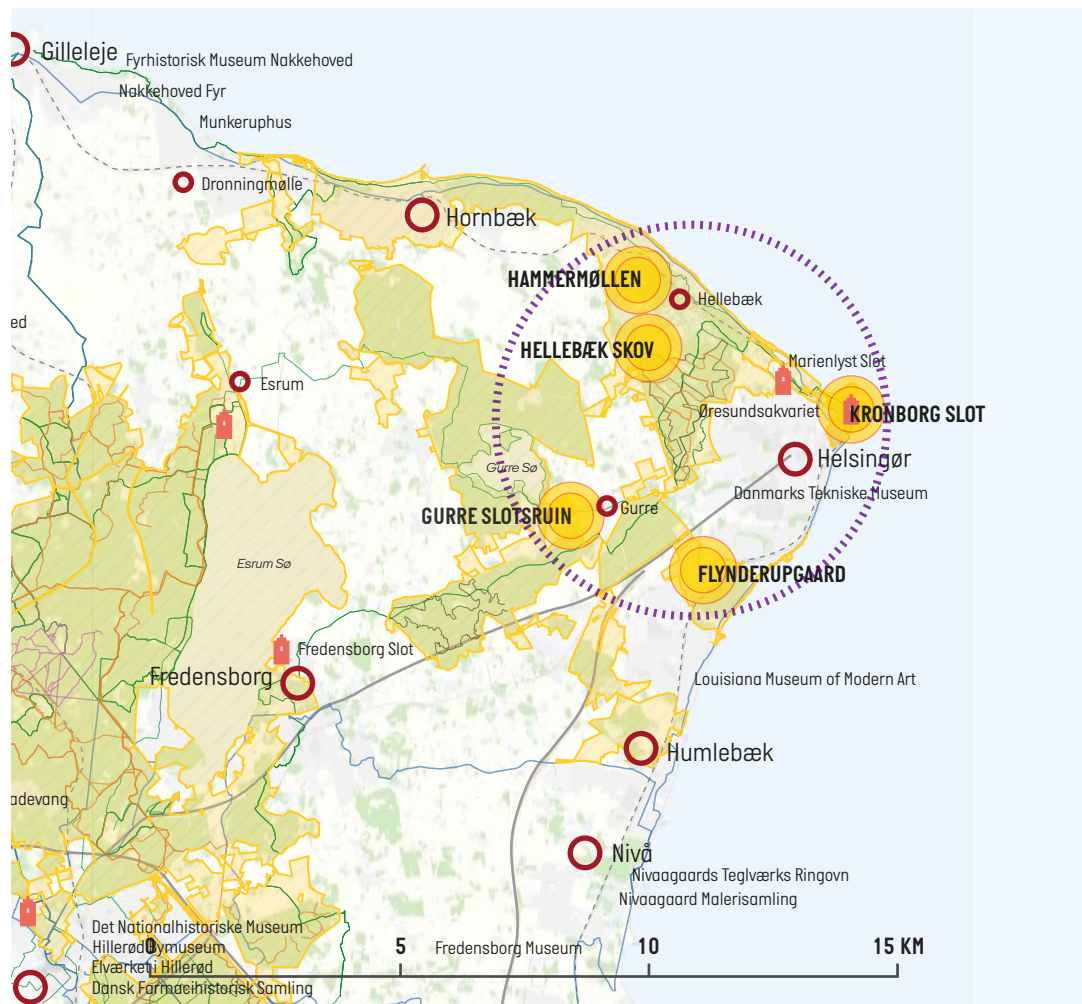 Gilleleje
Fyrhistorisk Museum Nakkehoved
Nakkehoved Fyr
Munkeruphus
Dronningmølle
Hornbæk
HAMMERMØLLEN
Hellebæk
ed
HELLEBÆK SKOV
Marienlyst Slot
Esrum
Øresundsakvariet
KRONBORG SLOT
Helsingør
Gurre Sø
Danmarks Tekniske Museum
GURRE SLOTSRUIN
Gurre
Esrum Sø
FLYNDERUPGAARD
Fredensborg Slot
Fredensborg
Louisiana Museum of Modern Art
Humlebæk
adevang
Nivå
Nivaagaards Teglværks Ringovn
Nivaagaard Malerisamling
Det Nationalhistoriske Museum
Hillerød Bymuseum
Elværket i Hillerød
Dansk Farmacihistorisk Samling
Fredensborg Museum
0 5 10 15 KM